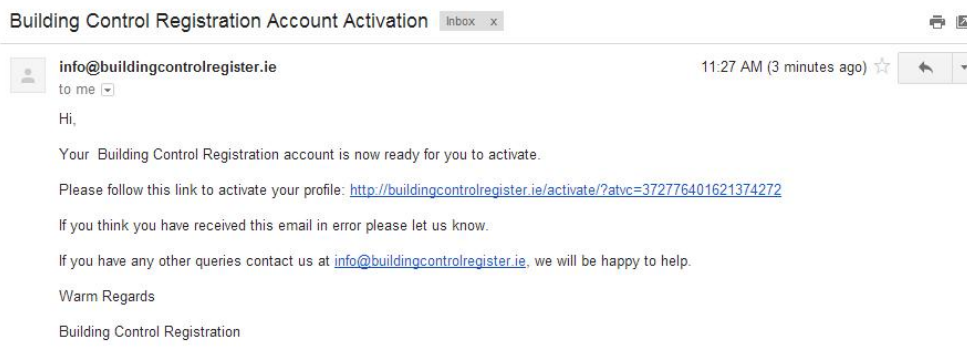 Building Control Registration Account Activation Inbox x
info@buildingcontrolregister.ie 11:27 AM (3 minutes ago)
to me
Hi,
Your Building Control Registration account is now ready for you to activate.
Please follow this link to activate your profile: http://buildingcontrolregister.ie/activate/?atvc=372776401621374272
If you think you have received this email in error please let us know.
If you have any other queries contact us at info@buildingcontrolregister.ie, we will be happy to help.
Warm Regards
Building Control Registration